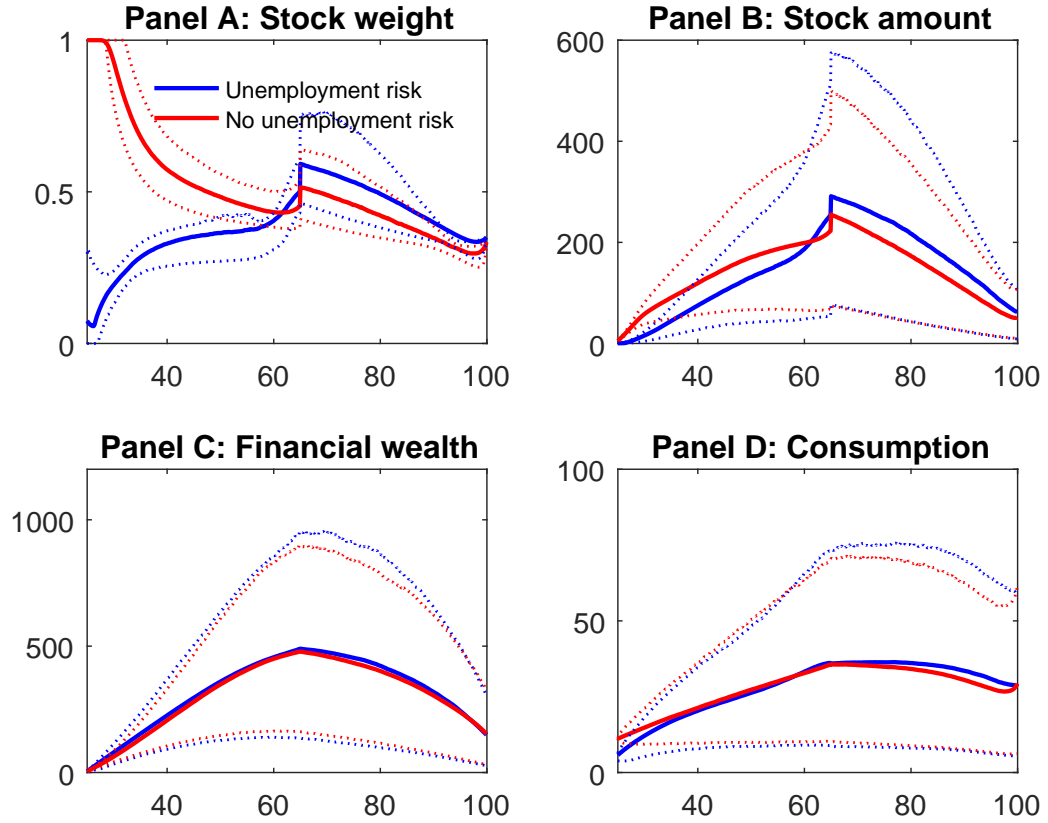 Panel A: Stock weight
1
0.5
0
Unemployment risk
No unemployment risk
40 60 80 100
Panel B: Stock amount
600
400
200
0
40 60 80 100
Panel C: Financial wealth
1000
500
0
40 60 80 100
Panel D: Consumption
100
50
0
40 60 80 100